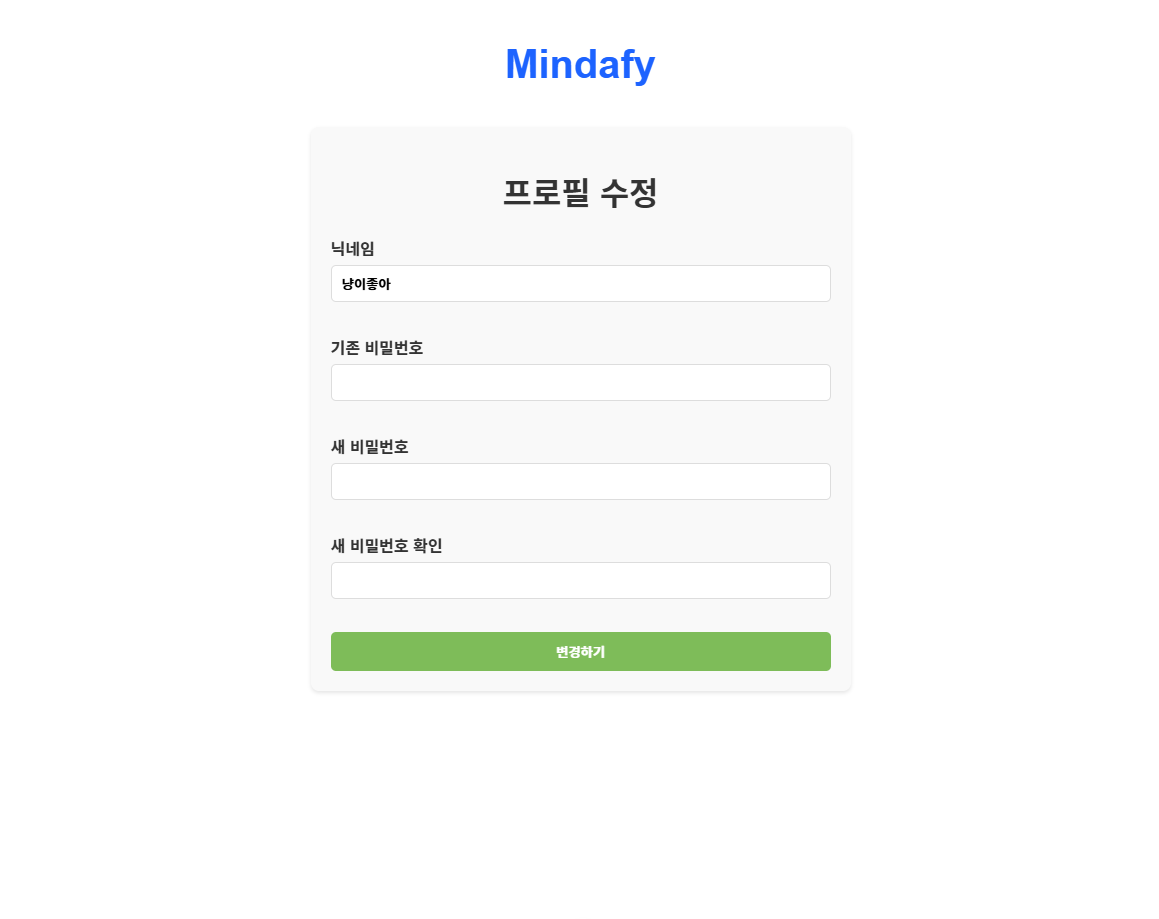 Mindafy
프로필 수정
닉네임
냥이좋아
기존 비밀번호
새 비밀번호
새 비밀번호 확인
변경하기